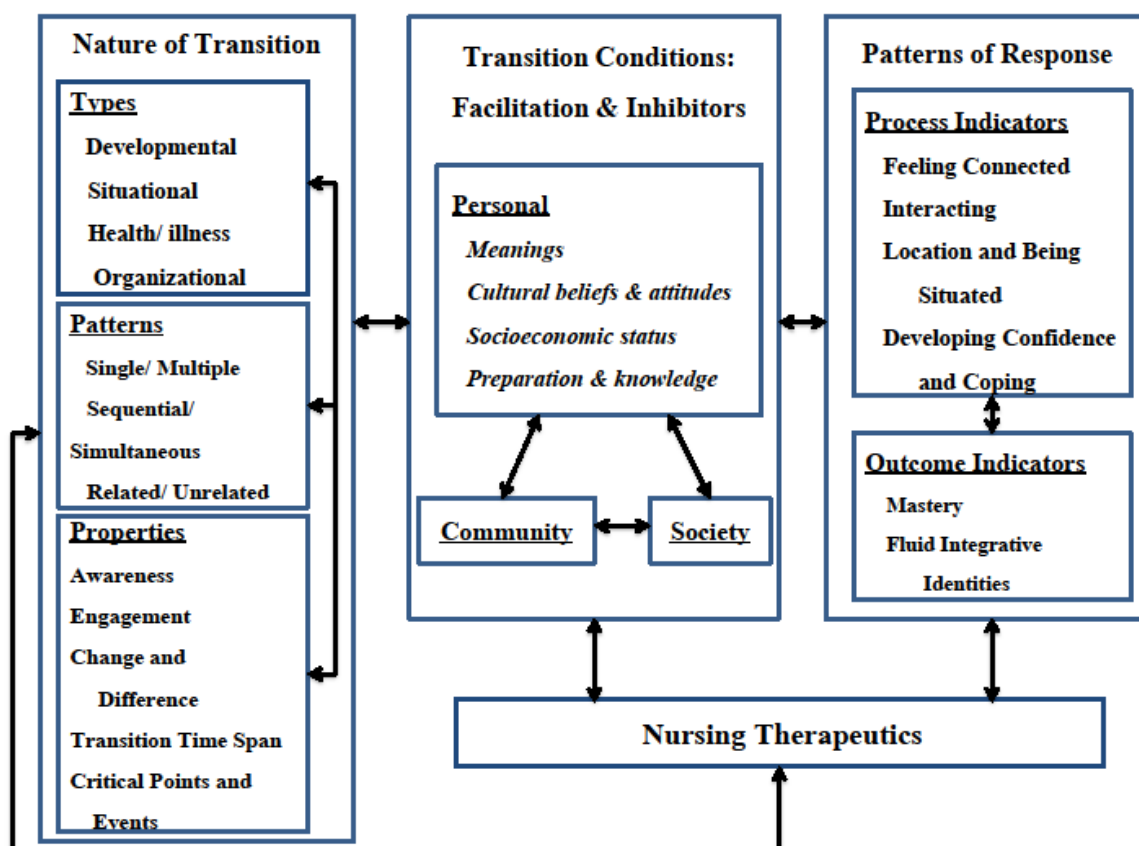 Nature of Transition
Types
Developmental
Situational
Health/ illness
Organizational
Patterns
Single/ Multiple
Sequential/
Simultaneous
Related/ Unrelated
Properties
Awareness
Engagement
Change and
Difference
Transition Time Span
Critical Points and
Events
Transition Conditions:
Facilitation & Inhibitors
Personal
Meanings
Cultural beliefs & attitudes
Socioeconomic status
Preparation & knowledge
Community
Society
Patterns of Response
Process Indicators
Feeling Connected
Interacting
Location and Being
Situated
Developing Confidence
and Coping
Outcome Indicators
Mastery
Fluid Integrative
Identities
Nursing Therapeutics